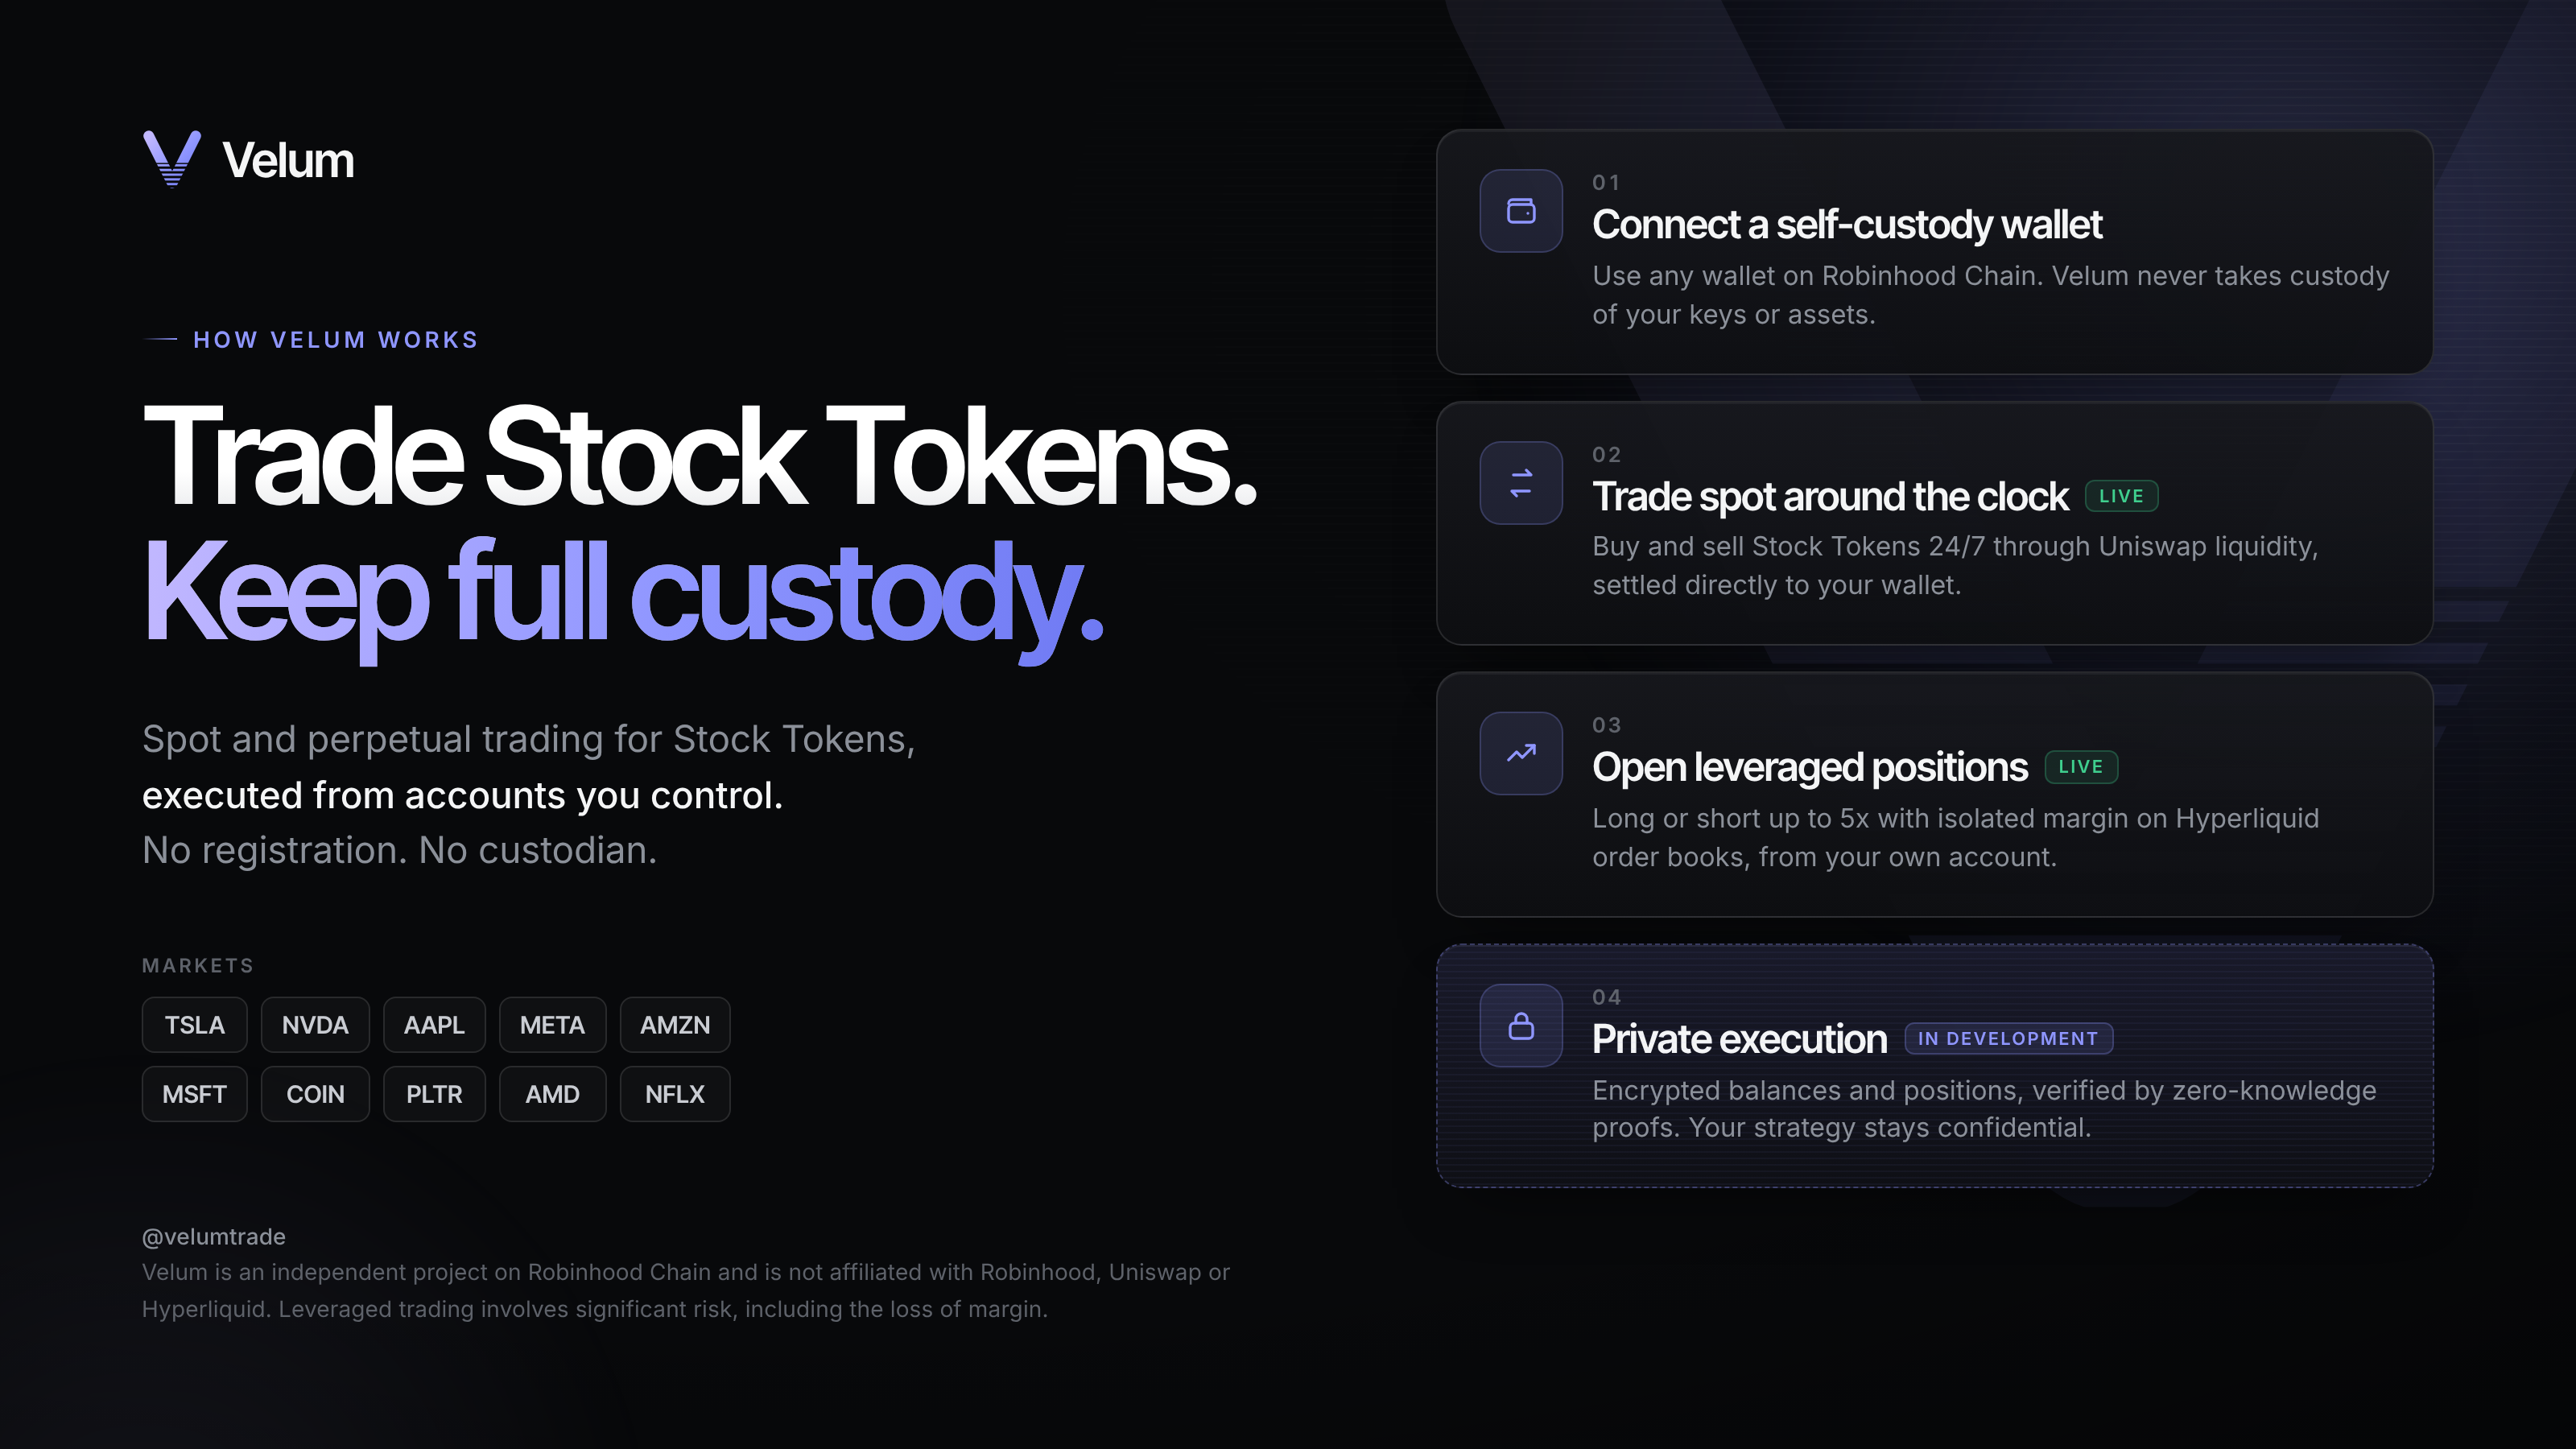 Velum
HOW VELUM WORKS
Trade Stock Tokens.
Keep full custody.
Spot and perpetual trading for Stock Tokens,
executed from accounts you control.
No registration. No custodian.
MARKETS
TSLA NVDA AAPL META AMZN
MSFT COIN PLTR AMD NFLX
@velumtrade
Velum is an independent project on Robinhood Chain and is not affiliated with Robinhood, Uniswap or
Hyperliquid. Leveraged trading involves significant risk, including the loss of margin.
01
Connect a self-custody wallet
Use any wallet on Robinhood Chain. Velum never takes custody
of your keys or assets.
02
Trade spot around the clock LIVE
Buy and sell Stock Tokens 24/7 through Uniswap liquidity,
settled directly to your wallet.
03
Open leveraged positions LIVE
Long or short up to 5x with isolated margin on Hyperliquid
order books, from your own account.
04
Private execution IN DEVELOPMENT
Encrypted balances and positions, verified by zero-knowledge
proofs. Your strategy stays confidential.